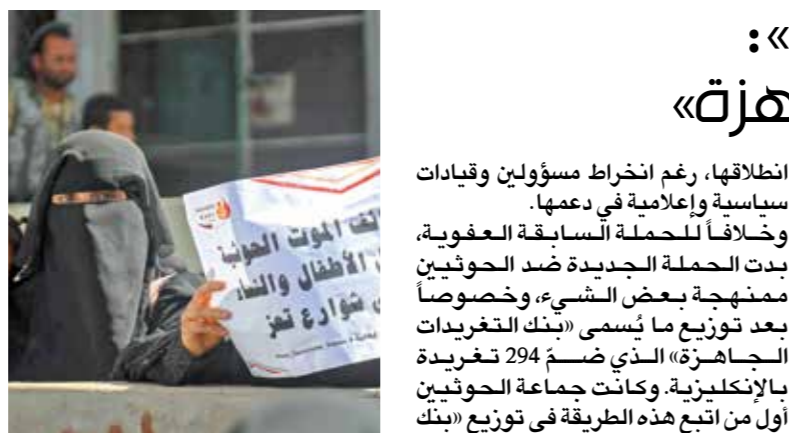 »:
هزة»
انطلاقها، رغم انخراط مسؤولين وقيادات
سياسية وإعلامية في دعمها.
وخلافاً للحملة السابقة العفوية،
بدت الحملة الجديدة ضد الحوثيين
ممنهجة بعض الشيء، وخصوصاً
بعد توزيع ما يُسمى «بنك التغريدات
الجاهزة» الذي ضمّ 294 تغريدة
بالإنكليزية. وكانت جماعة الحوثيين
أول من اتبع هذه الطريقة في توزيع «بنك
الموت الحوثية
الأطفال والنساء
شوارع تعز